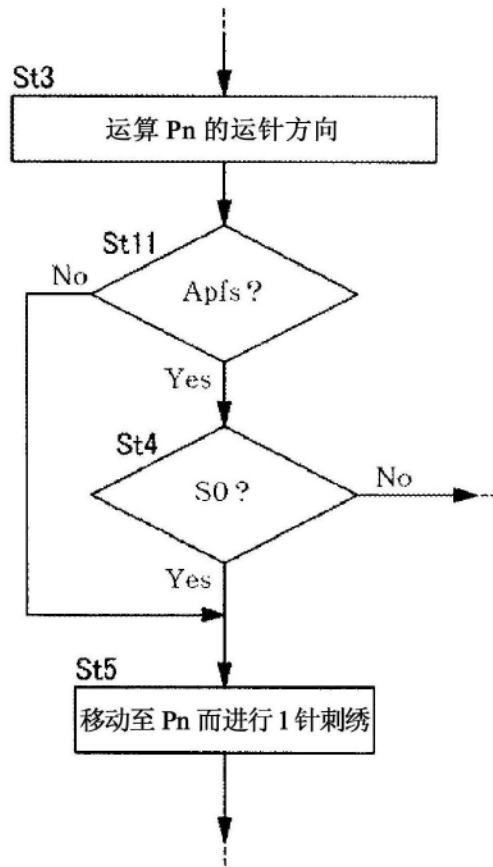 St3
运算 Pn 的运针方向
St11
No
Apfs?
Yes
St4
S0?
No
Yes
St5
移动至 Pn 而进行 1 针刺绣